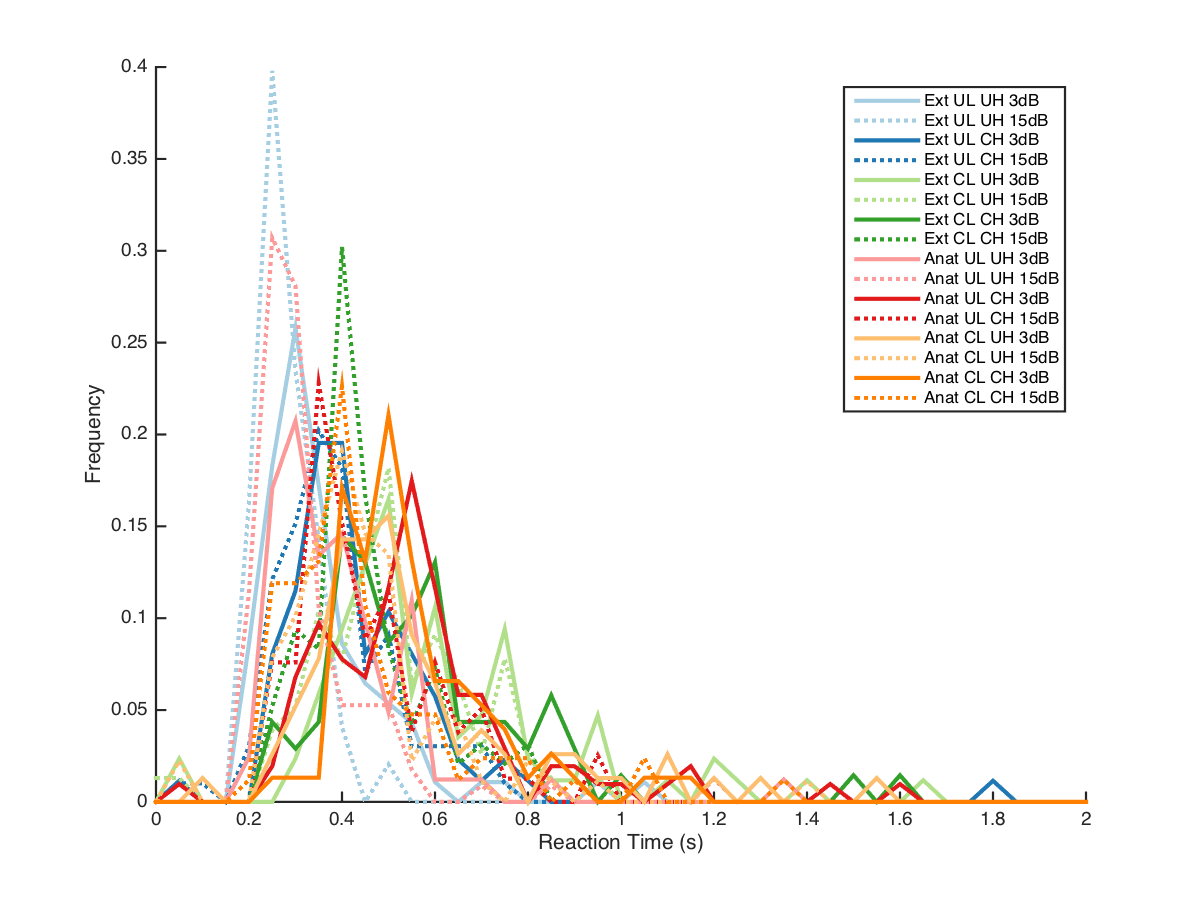 0.4
0.35
0.3
0.25
0.2
0.15
0.1
0.05
0
Frequency
0 0.2 0.4 0.6 0.8 1 1.2 1.4 1.6 1.8 2
Reaction Time (s)
Ext UL UH 3dB
Ext UL UH 15dB
Ext UL CH 3dB
Ext UL CH 15dB
Ext CL UH 3dB
Ext CL UH 15dB
Ext CL CH 3dB
Ext CL CH 15dB
Anat UL UH 3dB
Anat UL UH 15dB
Anat UL CH 3dB
Anat UL CH 15dB
Anat CL UH 3dB
Anat CL UH 15dB
Anat CL CH 3dB
Anat CL CH 15dB